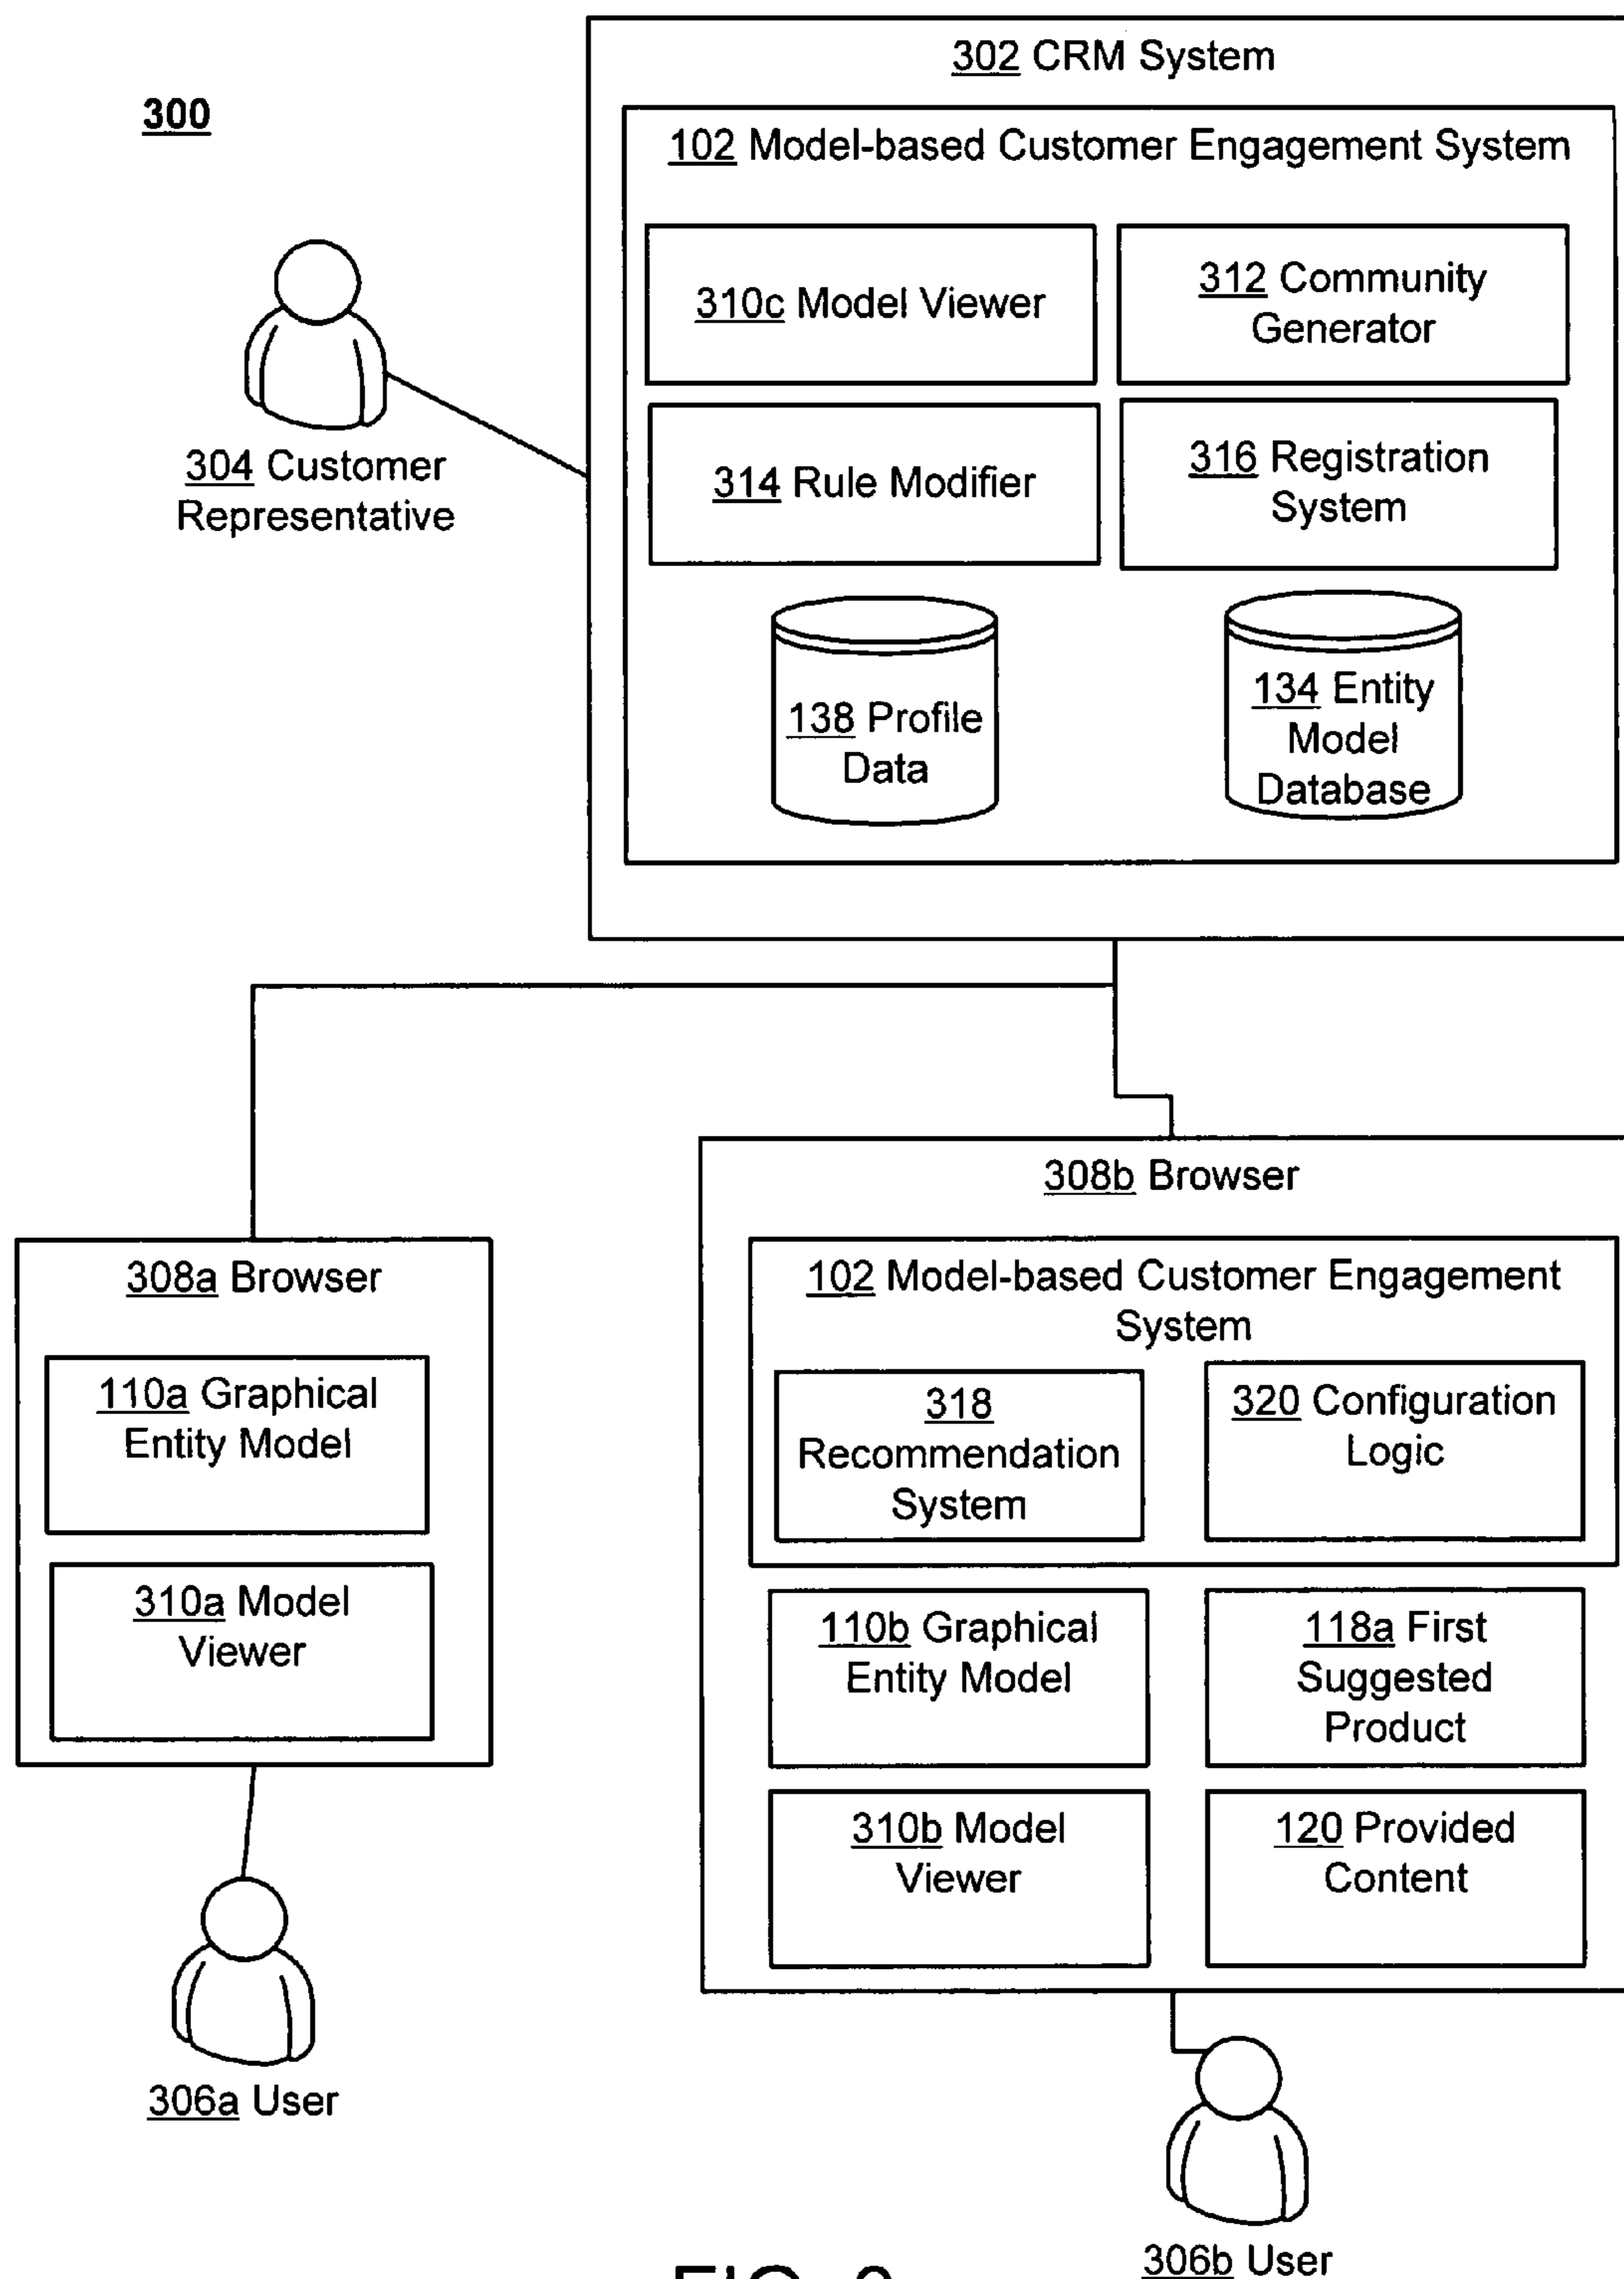 300
302 CRM System
102 Model-based Customer Engagement System
310c Model Viewer
312 Community
Generator
314 Rule Modifier
316 Registration
System
138 Profile
Data
134 Entity
Model
Database
304 Customer
Representative
308a Browser
110a Graphical
Entity Model
310a Model
Viewer
306a User
308b Browser
102 Model-based Customer Engagement
System
318
Recommendation
System
320 Configuration
Logic
110b Graphical
Entity Model
118a First
Suggested
Product
310b Model
Viewer
120 Provided
Content
306b User
FIG.